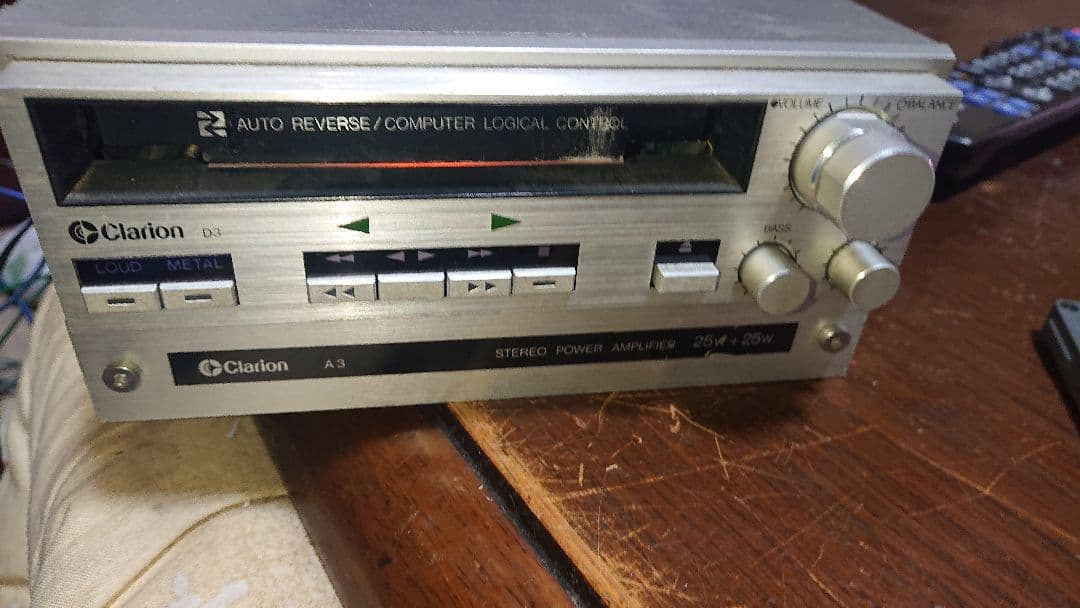 VOLUME BALANCE
AUTO REVERSE/COMPUTER LOGICAL CONTROL
Clarion D3
BASS
LOUD METAL
Clarion A3 STEREO POWER AMPLIFIER 25W + 25W